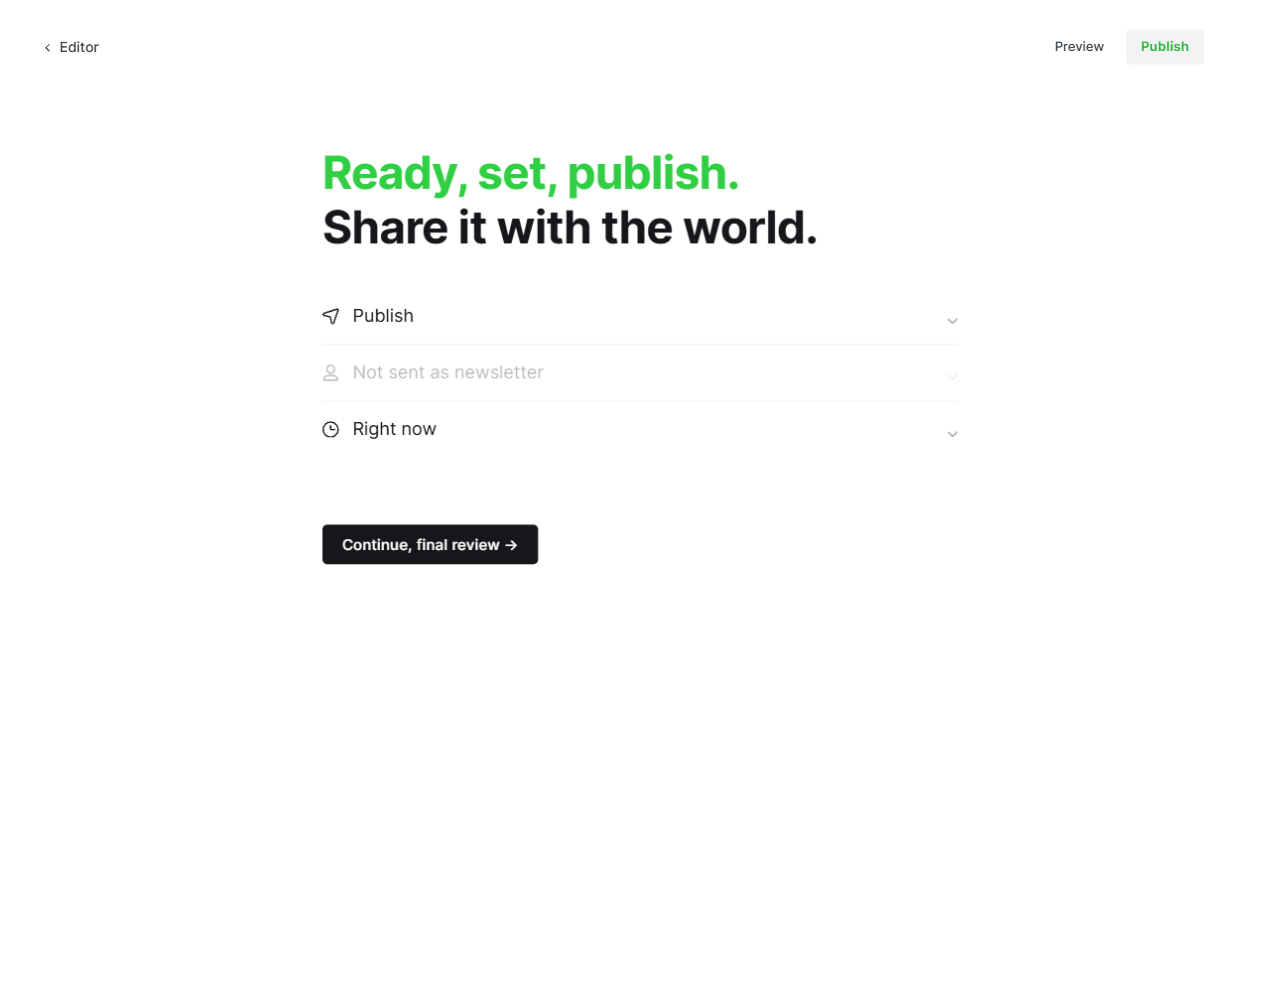 Editor
Preview
Publish
Ready, set, publish.
Share it with the world.
Publish
Not sent as newsletter
Right now
Continue, final review →